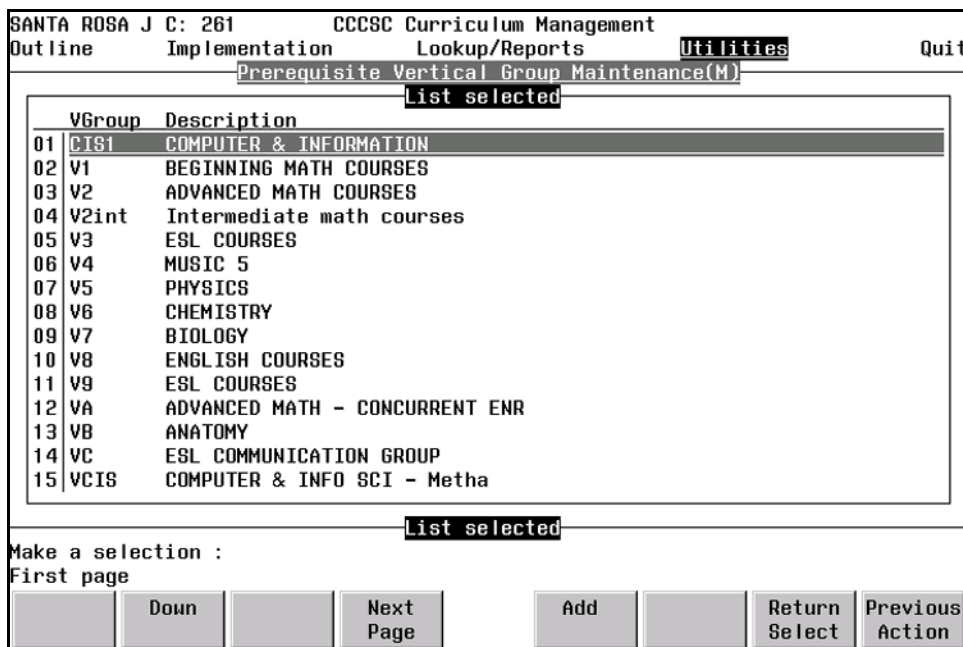 SANTA ROSA J C: 261 CCCSC Curriculum Management
Outline Implementation Lookup/Reports Utilities Quit
Prerequisite Vertical Group Maintenance(M)
List selected
VGroup Description
01 CIS1 COMPUTER & INFORMATION
02 V1 BEGINNING MATH COURSES
03 V2 ADVANCED MATH COURSES
04 V2int Intermediate math courses
05 V3 ESL COURSES
06 V4 MUSIC 5
07 V5 PHYSICS
08 V6 CHEMISTRY
09 V7 BIOLOGY
10 V8 ENGLISH COURSES
11 V9 ESL COURSES
12 VA ADVANCED MATH - CONCURRENT ENR
13 VB ANATOMY
14 VC ESL COMMUNICATION GROUP
15 VCIS COMPUTER & INFO SCI - Metha
List selected
Make a selection :
First page
Down Next Page Add Return Select Previous Action